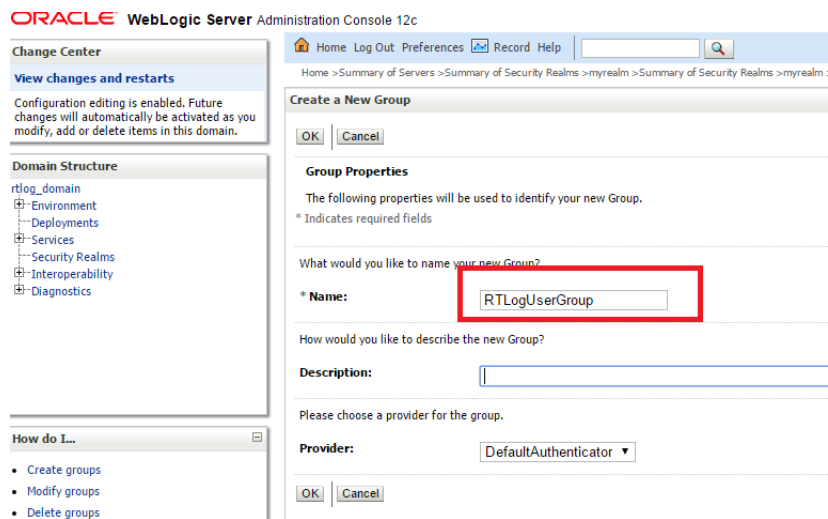 ORACLE WebLogic Server Administration Console 12c
Change Center
View changes and restarts
Configuration editing is enabled. Future
changes will automatically be activated as you
modify, add or delete items in this domain.
Domain Structure
rtlog_domain
Environment
Deployments
Services
Security Realms
Interoperability
Diagnostics
How do I...
Create groups
Modify groups
Delete groups
Home Log Out Preferences Record Help
Home >Summary of Servers >Summary of Security Realms >myrealm >Summary of Security Realms >myrealm >
Create a New Group
OK Cancel
Group Properties
The following properties will be used to identify your new Group.
* Indicates required fields
What would you like to name your new Group?
* Name: RTLogUserGroup
How would you like to describe the new Group?
Description:
Please choose a provider for the group.
Provider: DefaultAuthenticator
OK Cancel